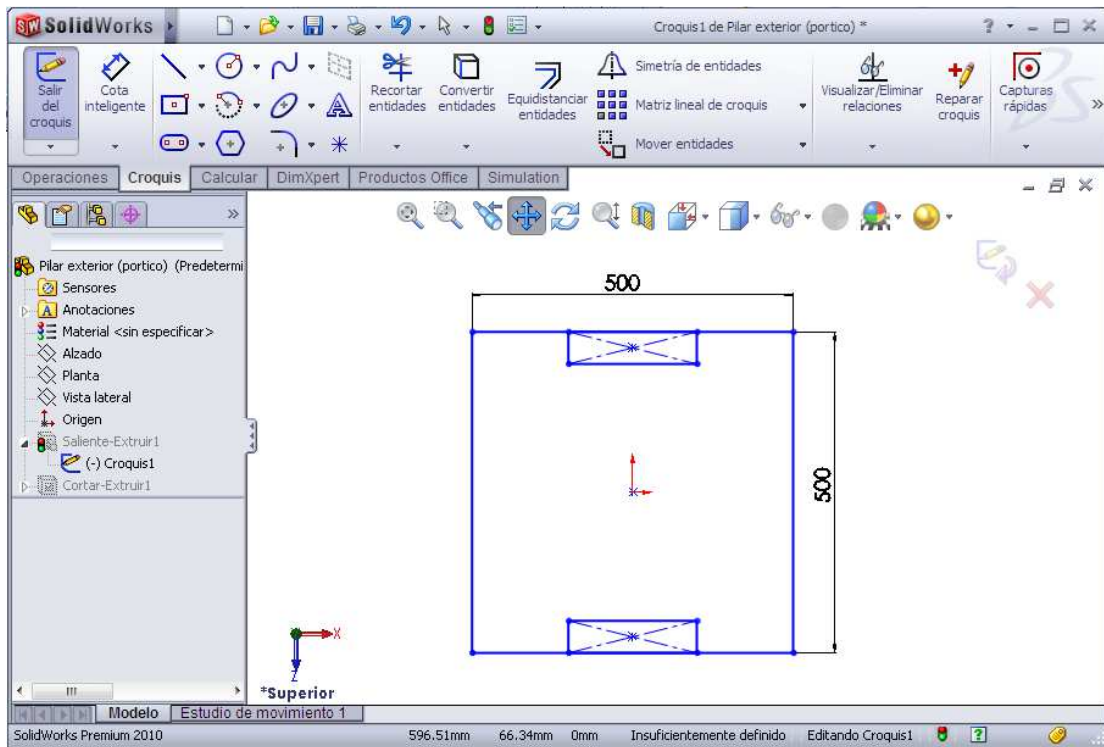 SolidWorks
Croquis1 de Pilar exterior (portico) *
Salir del croquis
Cota inteligente
Recortar entidades
Convertir entidades
Equidistanciar entidades
Simetría de entidades
Matriz lineal de croquis
Mover entidades
Visualizar/Eliminar relaciones
Reparar croquis
Capturas rápidas
Operaciones Croquis Calcular DimXpert Productos Office Simulation
Pilar exterior (portico) (Predetermi
Sensores
Anotaciones
Material <sin especificar>
Alzado
Planta
Vista lateral
Origen
Saliente-Extruir1
(-) Croquis1
Cortar-Extruir1
500
500
X
Z
*Superior
Modelo Estudio de movimiento 1
SolidWorks Premium 2010 596.51mm 66.34mm 0mm Insuficientemente definido Editando Croquis1